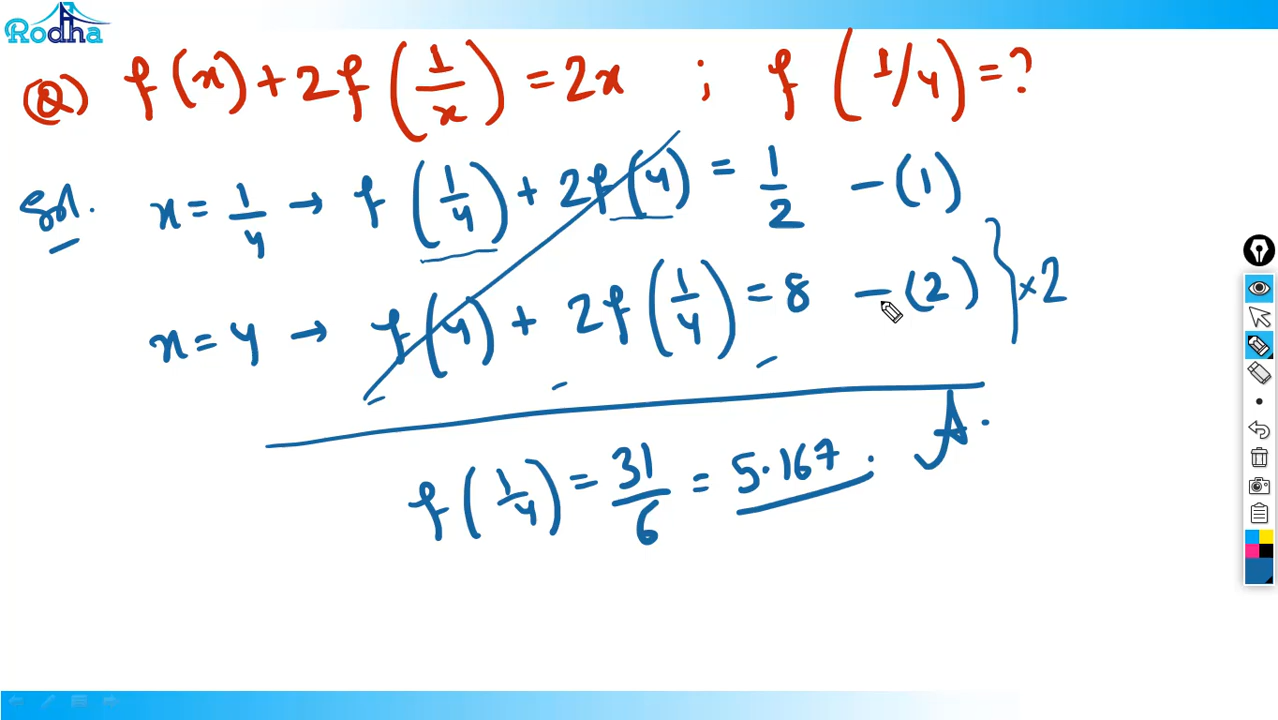 Rodha
(Q) f(x) + 2f(1/x) = 2x ; f(1/4) = ?
Sol. x = 1/4 → f(1/4) + 2f(4) = 1/2 – (1)
x = 4 → f(4) + 2f(1/4) = 8 – (2) } × 2
f(1/4) = 31/6 = 5.167. A.